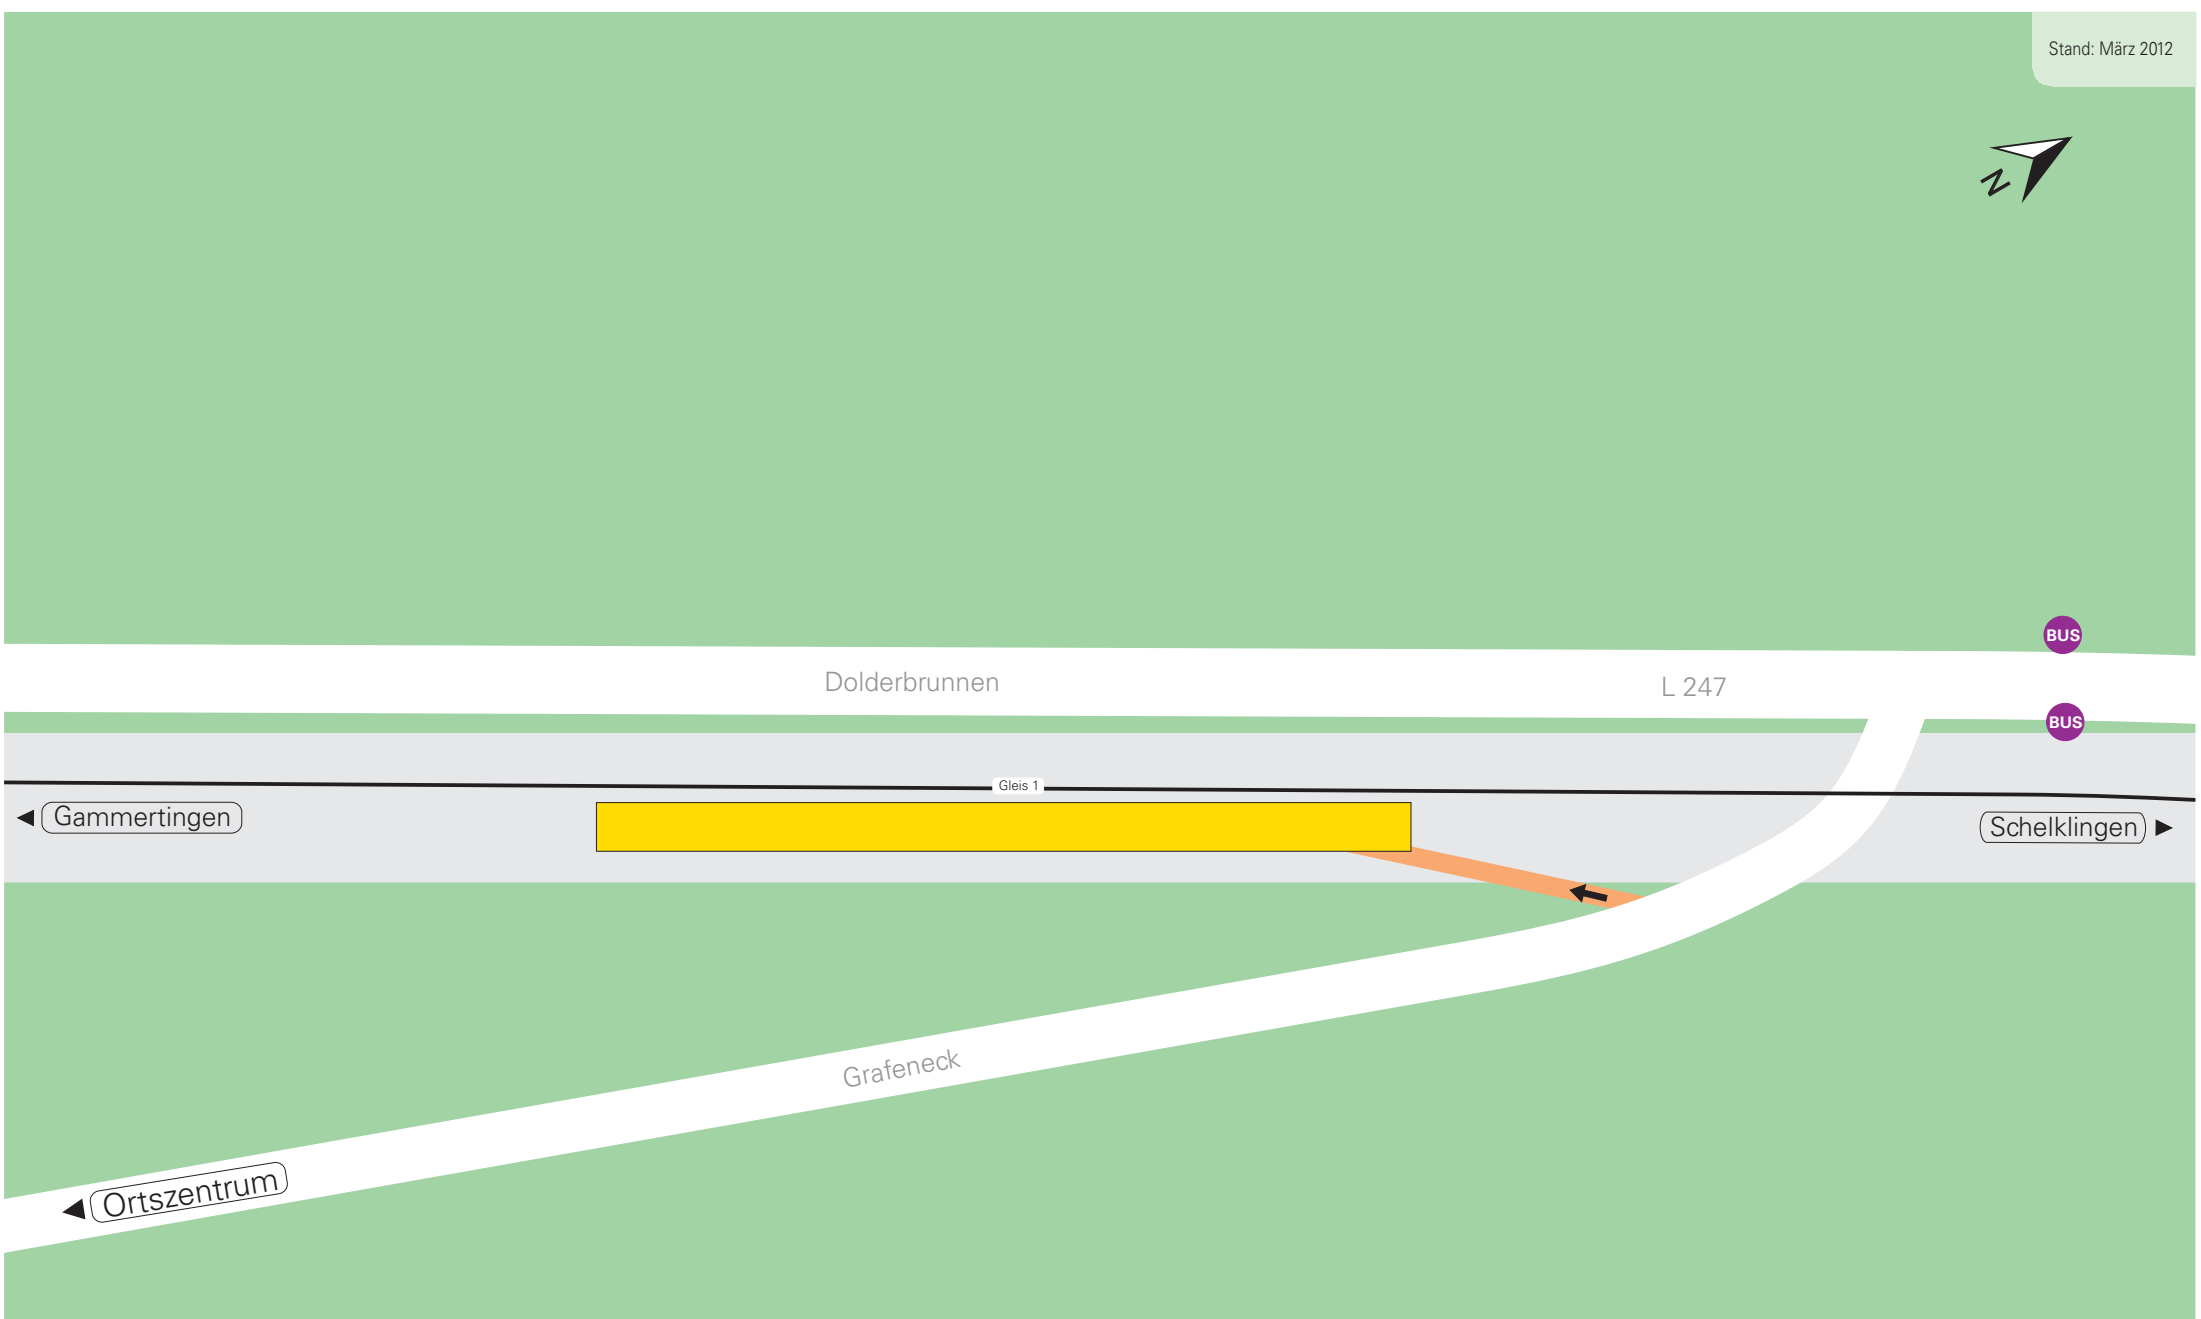 Stand: März 2012
N
BUS
Dolderbrunnen
L 247
BUS
Gleis 1
Gammertingen
Schelklingen
Grafeneck
Ortszentrum